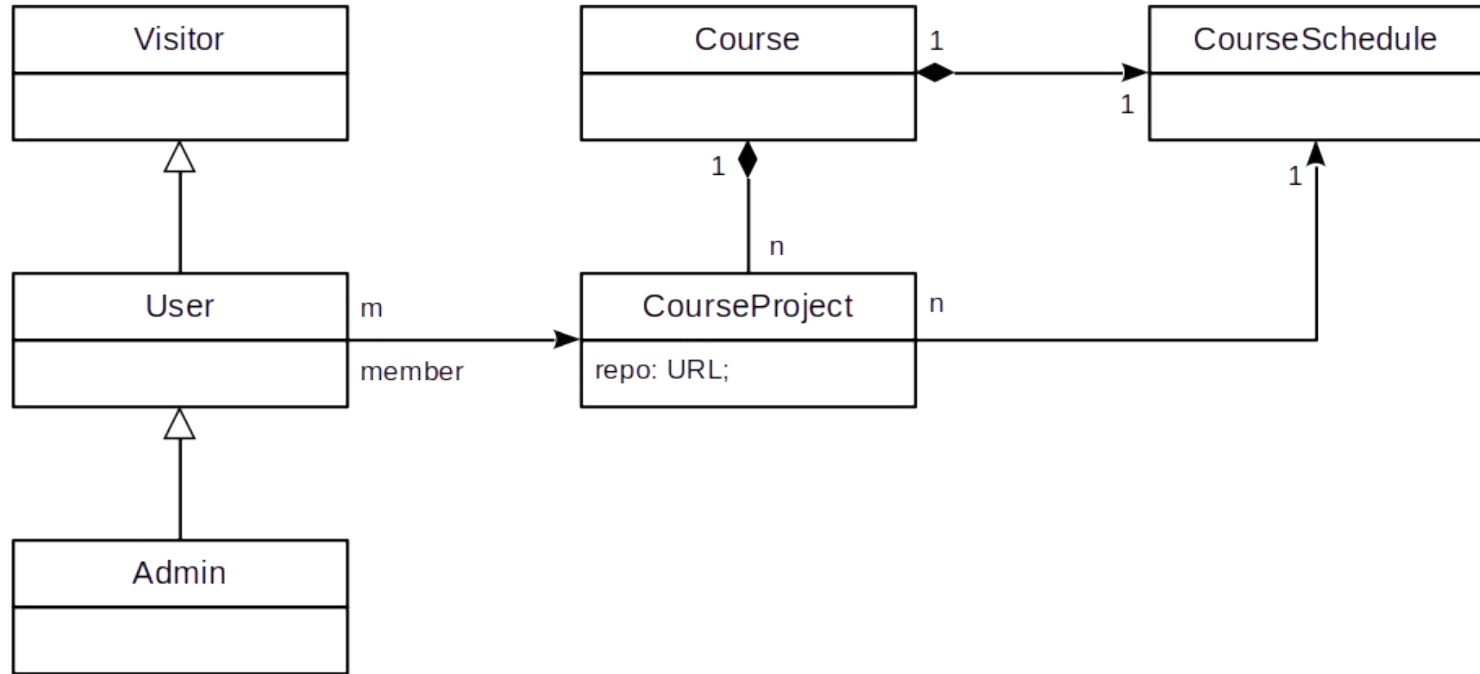 Visitor
Course
1
CourseSchedule
1
1
1
n
User
m
member
CourseProject
n
repo: URL;
Admin